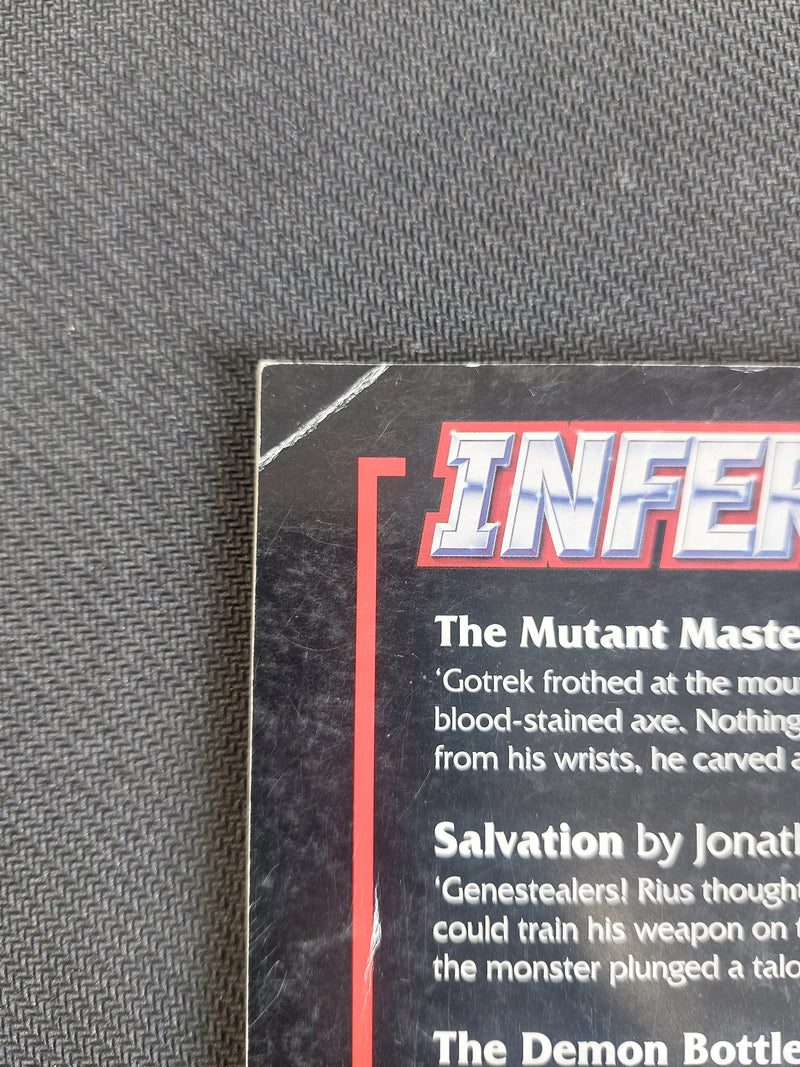 INFER
The Mutant Maste
'Gotrek frothed at the mou
blood-stained axe. Nothing
from his wrists, he carved a
Salvation by Jonat
'Genestealers! Rius thought
could train his weapon on t
the monster plunged a talo
The Demon Bottle